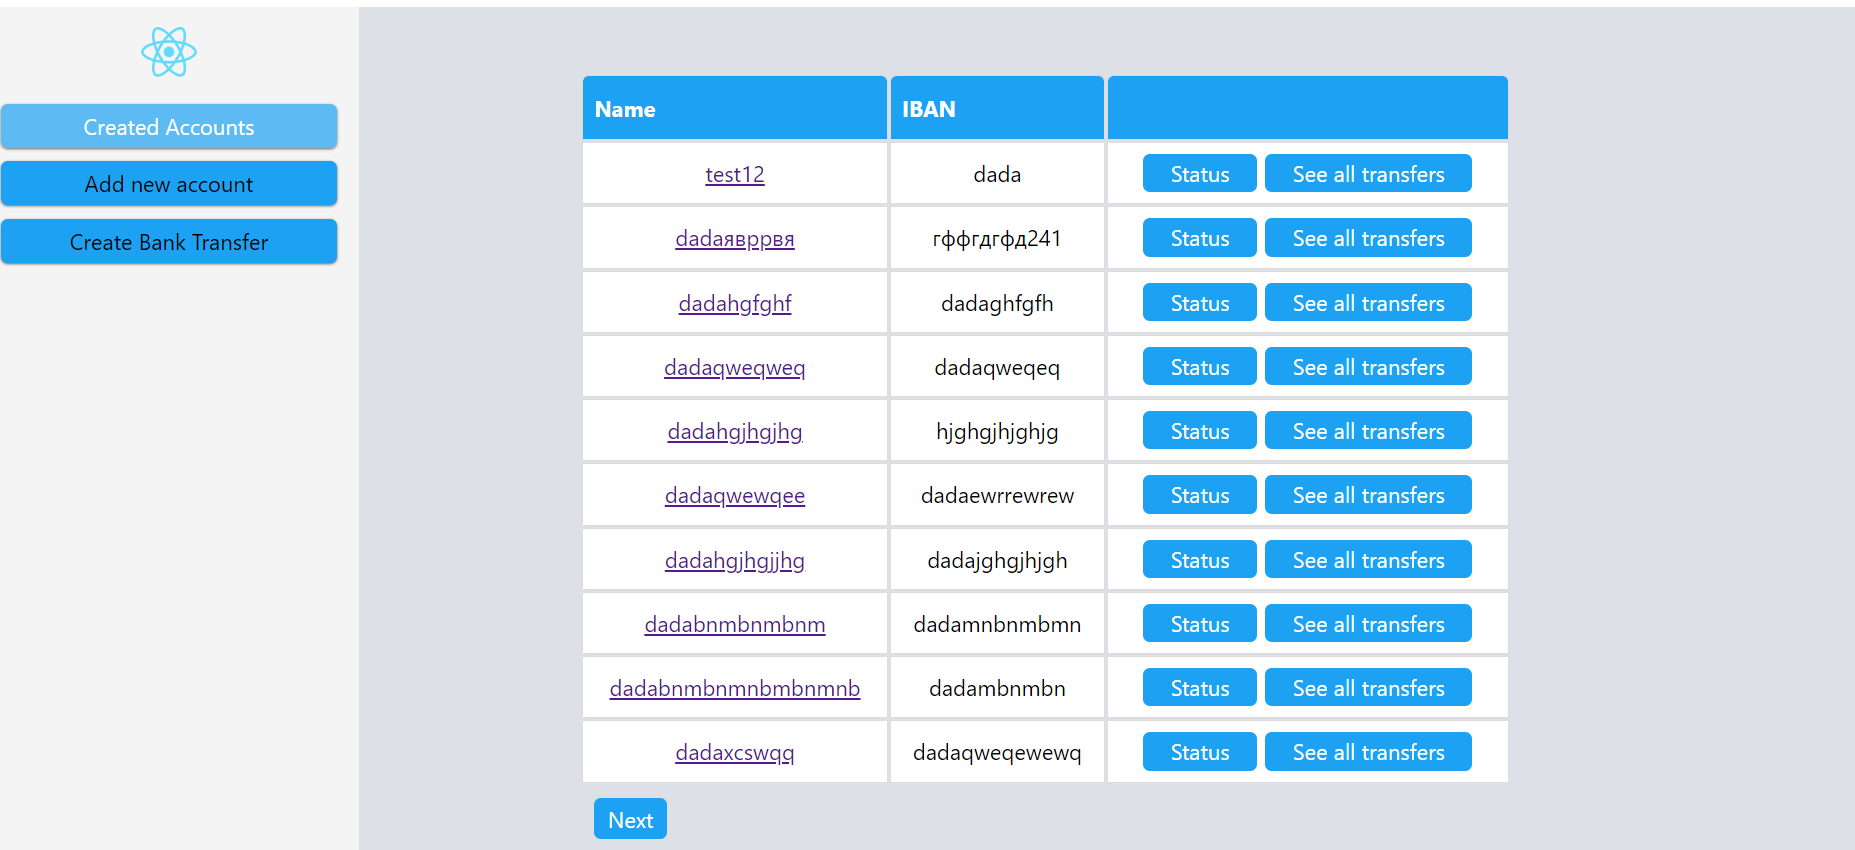 Created Accounts
Add new account
Create Bank Transfer
Name IBAN
test12 dada Status See all transfers
dadaявррвя гффгдгфд241 Status See all transfers
dadahgfghf dadaghfgfh Status See all transfers
dadaqweqweq dadaqweqeq Status See all transfers
dadahgjhgjhg hjghgjhjghjg Status See all transfers
dadaqwewqee dadaewrrewrew Status See all transfers
dadahgjhgjjhg dadajghgjhjgh Status See all transfers
dadabnmbnmbnm dadamnbnmbmn Status See all transfers
dadabnmbnmnbmbnmnb dadambnmbn Status See all transfers
dadaxcswqq dadaqweqewewq Status See all transfers
Next